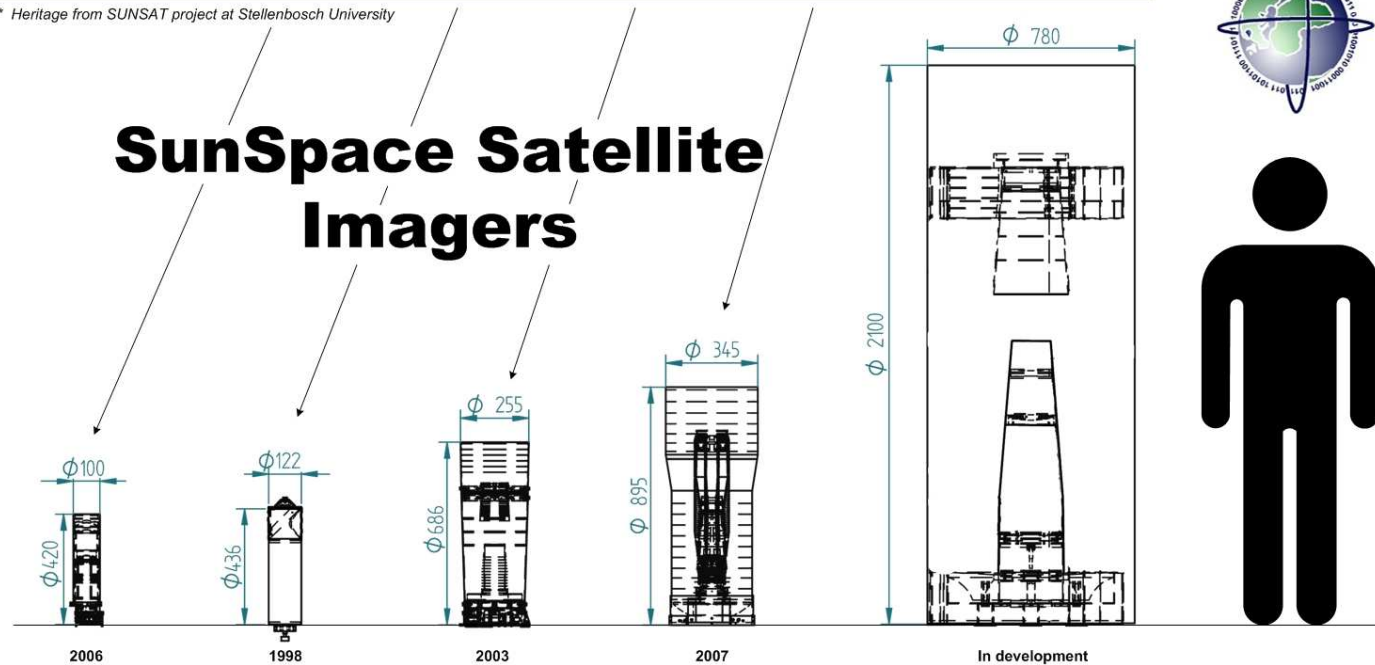 * Heritage from SUNSAT project at Stellenbosch University
SunSpace Satellite
Imagers
ϕ 780
ϕ 2100
ϕ 345
ϕ 895
ϕ 255
ϕ686
ϕ122
ϕ436
ϕ100
ϕ420
2006
1998
2003
2007
In development